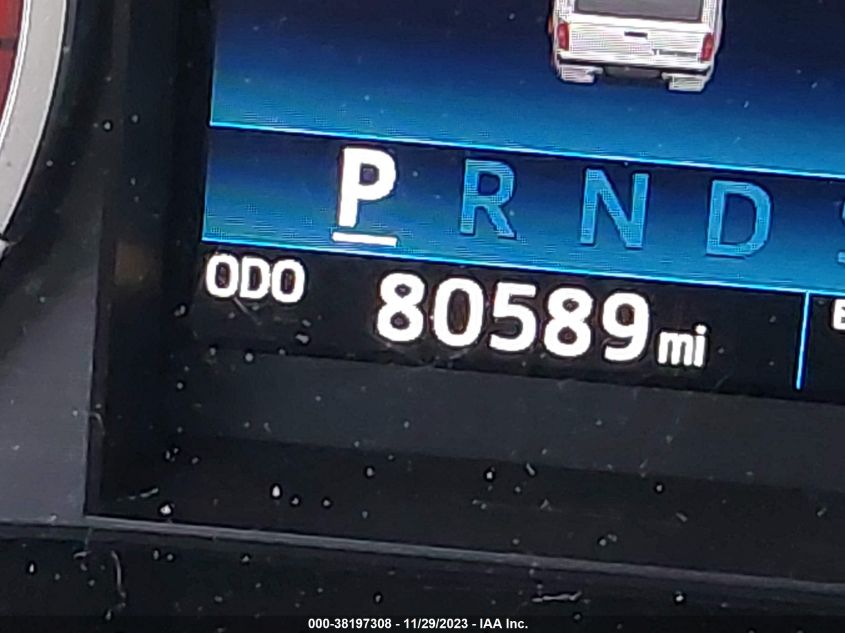 P R N D
ODO 80589 mi
000-38197308 - 11/29/2023 - IAA Inc.